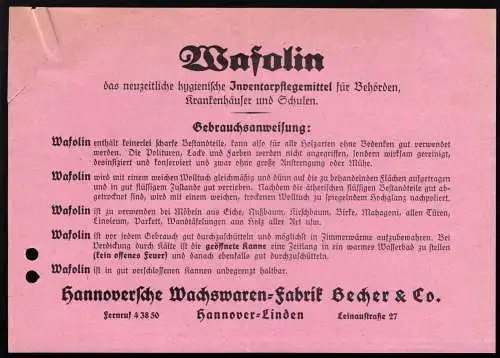 Wafolin
das neuzeitliche hygienische Inventarpflegemittel für Behörden,
Krankenhäuser und Schulen.
Gebrauchsanweisung:
Wafolin enthält keinerlei scharfe Bestandteile, kann also für alle Holzarten ohne Bedenken gut verwendet
werden. Die Polituren, Lacke und Farben werden nicht angegriffen, sondern wirksam gereinigt,
desinfiziert und konserviert und zwar ohne große Anstrengung oder Mühe.
Wafolin wird mit einem weichen Wolltuch gleichmäßig und dünn auf die zu behandelnden Flächen aufgetragen
und in gut flüssigem Zustande gut verrieben. Nachdem die ätherischen flüssigen Bestandteile gut ab-
getrocknet sind, wird mit einem weichen, trockenen Wolltuch zu spiegelndem Hochglanz nachpoliert.
Wafolin ist zu verwenden bei Möbeln aus Eiche, Nußbaum, Kirschbaum, Birke, Mahagoni, allen Türen,
Linoleum, Parkett, Wandtäfelungen aus Holz aller Art usw.
Wafolin ist vor jedem Gebrauch gut durchzuschütteln und möglichst in Zimmerwärme aufzubewahren. Bei
Verdickung durch Kälte ist die geöffnete Kanne eine Zeitlang in ein warmes Wasserbad zu stellen
(kein offenes Feuer) und danach ebenfalls gut durchzuschütteln.
Wafolin ist in gut verschlossenen Kannen unbegrenzt haltbar.
Hannoversche Wachswaren-Fabrik Becher & Co.
Fernruf 4 38 50 Hannover-Linden Leinaustraße 27